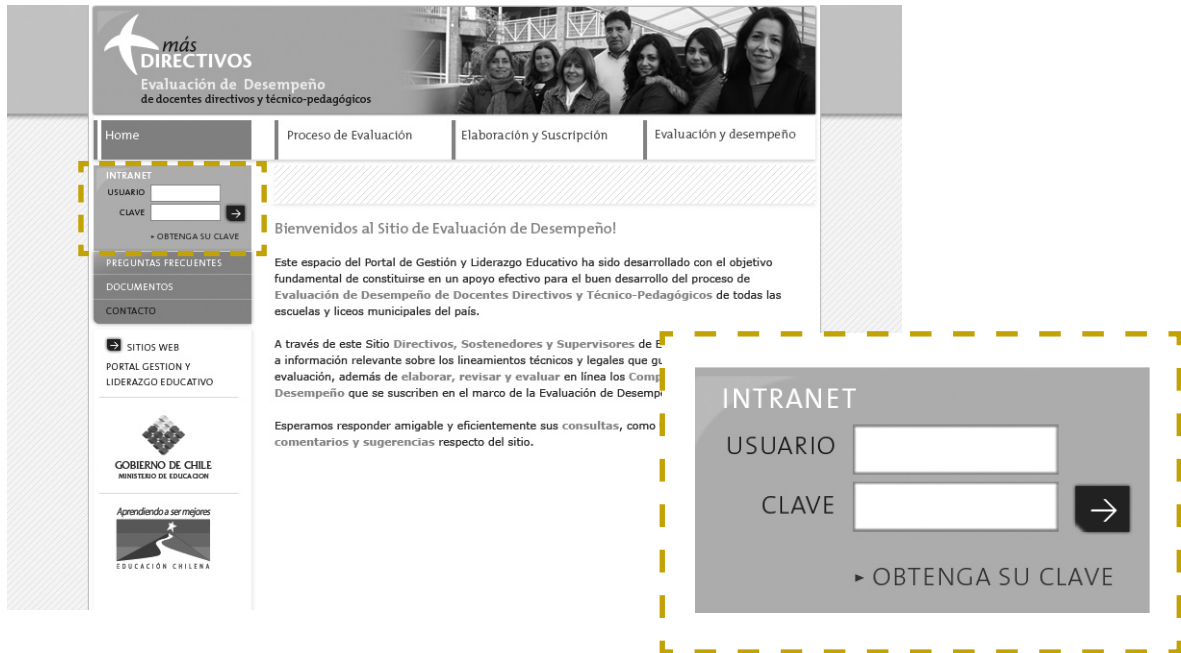 más
DIRECTIVOS
Evaluación de Desempeño
de docentes directivos y técnico-pedagógicos
Home
Proceso de Evaluación
Elaboración y Suscripción
Evaluación y desempeño
INTRANET
USUARIO
CLAVE
OBTENGA SU CLAVE
PREGUNTAS FRECUENTES
DOCUMENTOS
CONTACTO
SITIOS WEB
PORTAL GESTION Y
LIDERAZGO EDUCATIVO
GOBIERNO DE CHILE
MINISTERIO DE EDUCACION
Aprendiendo a ser mejores
EDUCACIÓN CHILENA
Bienvenidos al Sitio de Evaluación de Desempeño!
Este espacio del Portal de Gestión y Liderazgo Educativo ha sido desarrollado con el objetivo
fundamental de constituirse en un apoyo efectivo para el buen desarrollo del proceso de
Evaluación de Desempeño de Docentes Directivos y Técnico-Pedagógicos de todas las
escuelas y liceos municipales del país.
A través de este Sitio Directivos, Sostenedores y Supervisores de
a información relevante sobre los lineamientos técnicos y legales que
evaluación, además de elaborar, revisar y evaluar en línea los
Desempeño que se suscriben en el marco de la Evaluación de
Esperamos responder amigable y eficientemente sus consultas, como
comentarios y sugerencias respecto del sitio.
INTRANET
USUARIO
CLAVE
OBTENGA SU CLAVE